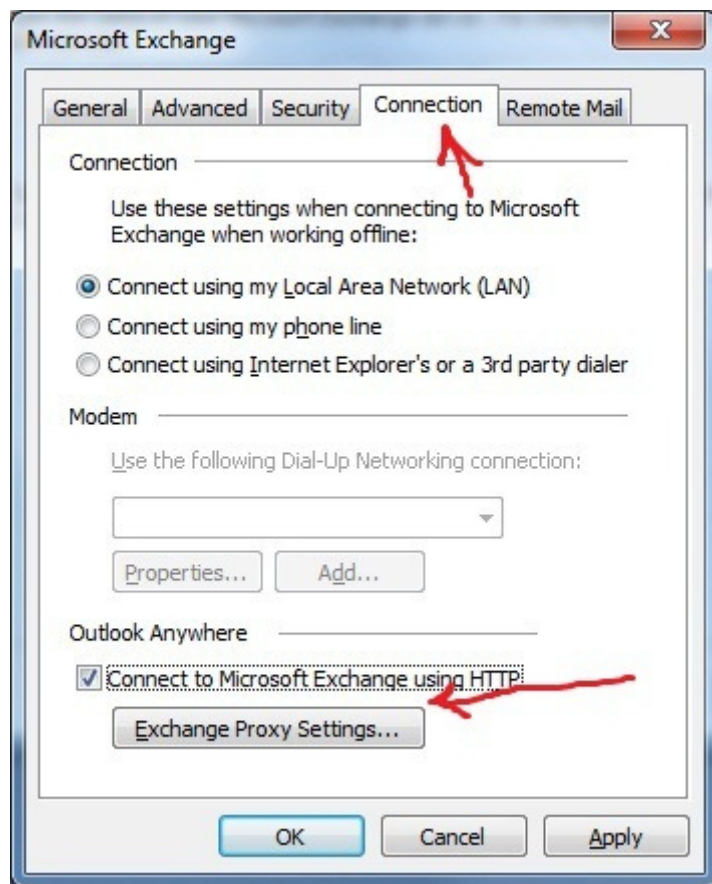 Microsoft Exchange
General Advanced Security Connection Remote Mail
Connection
Use these settings when connecting to Microsoft
Exchange when working offline:
Connect using my Local Area Network (LAN)
Connect using my phone line
Connect using Internet Explorer's or a 3rd party dialer
Modem
Use the following Dial-Up Networking connection:
Properties... Add...
Outlook Anywhere
Connect to Microsoft Exchange using HTTP
Exchange Proxy Settings...
OK Cancel Apply